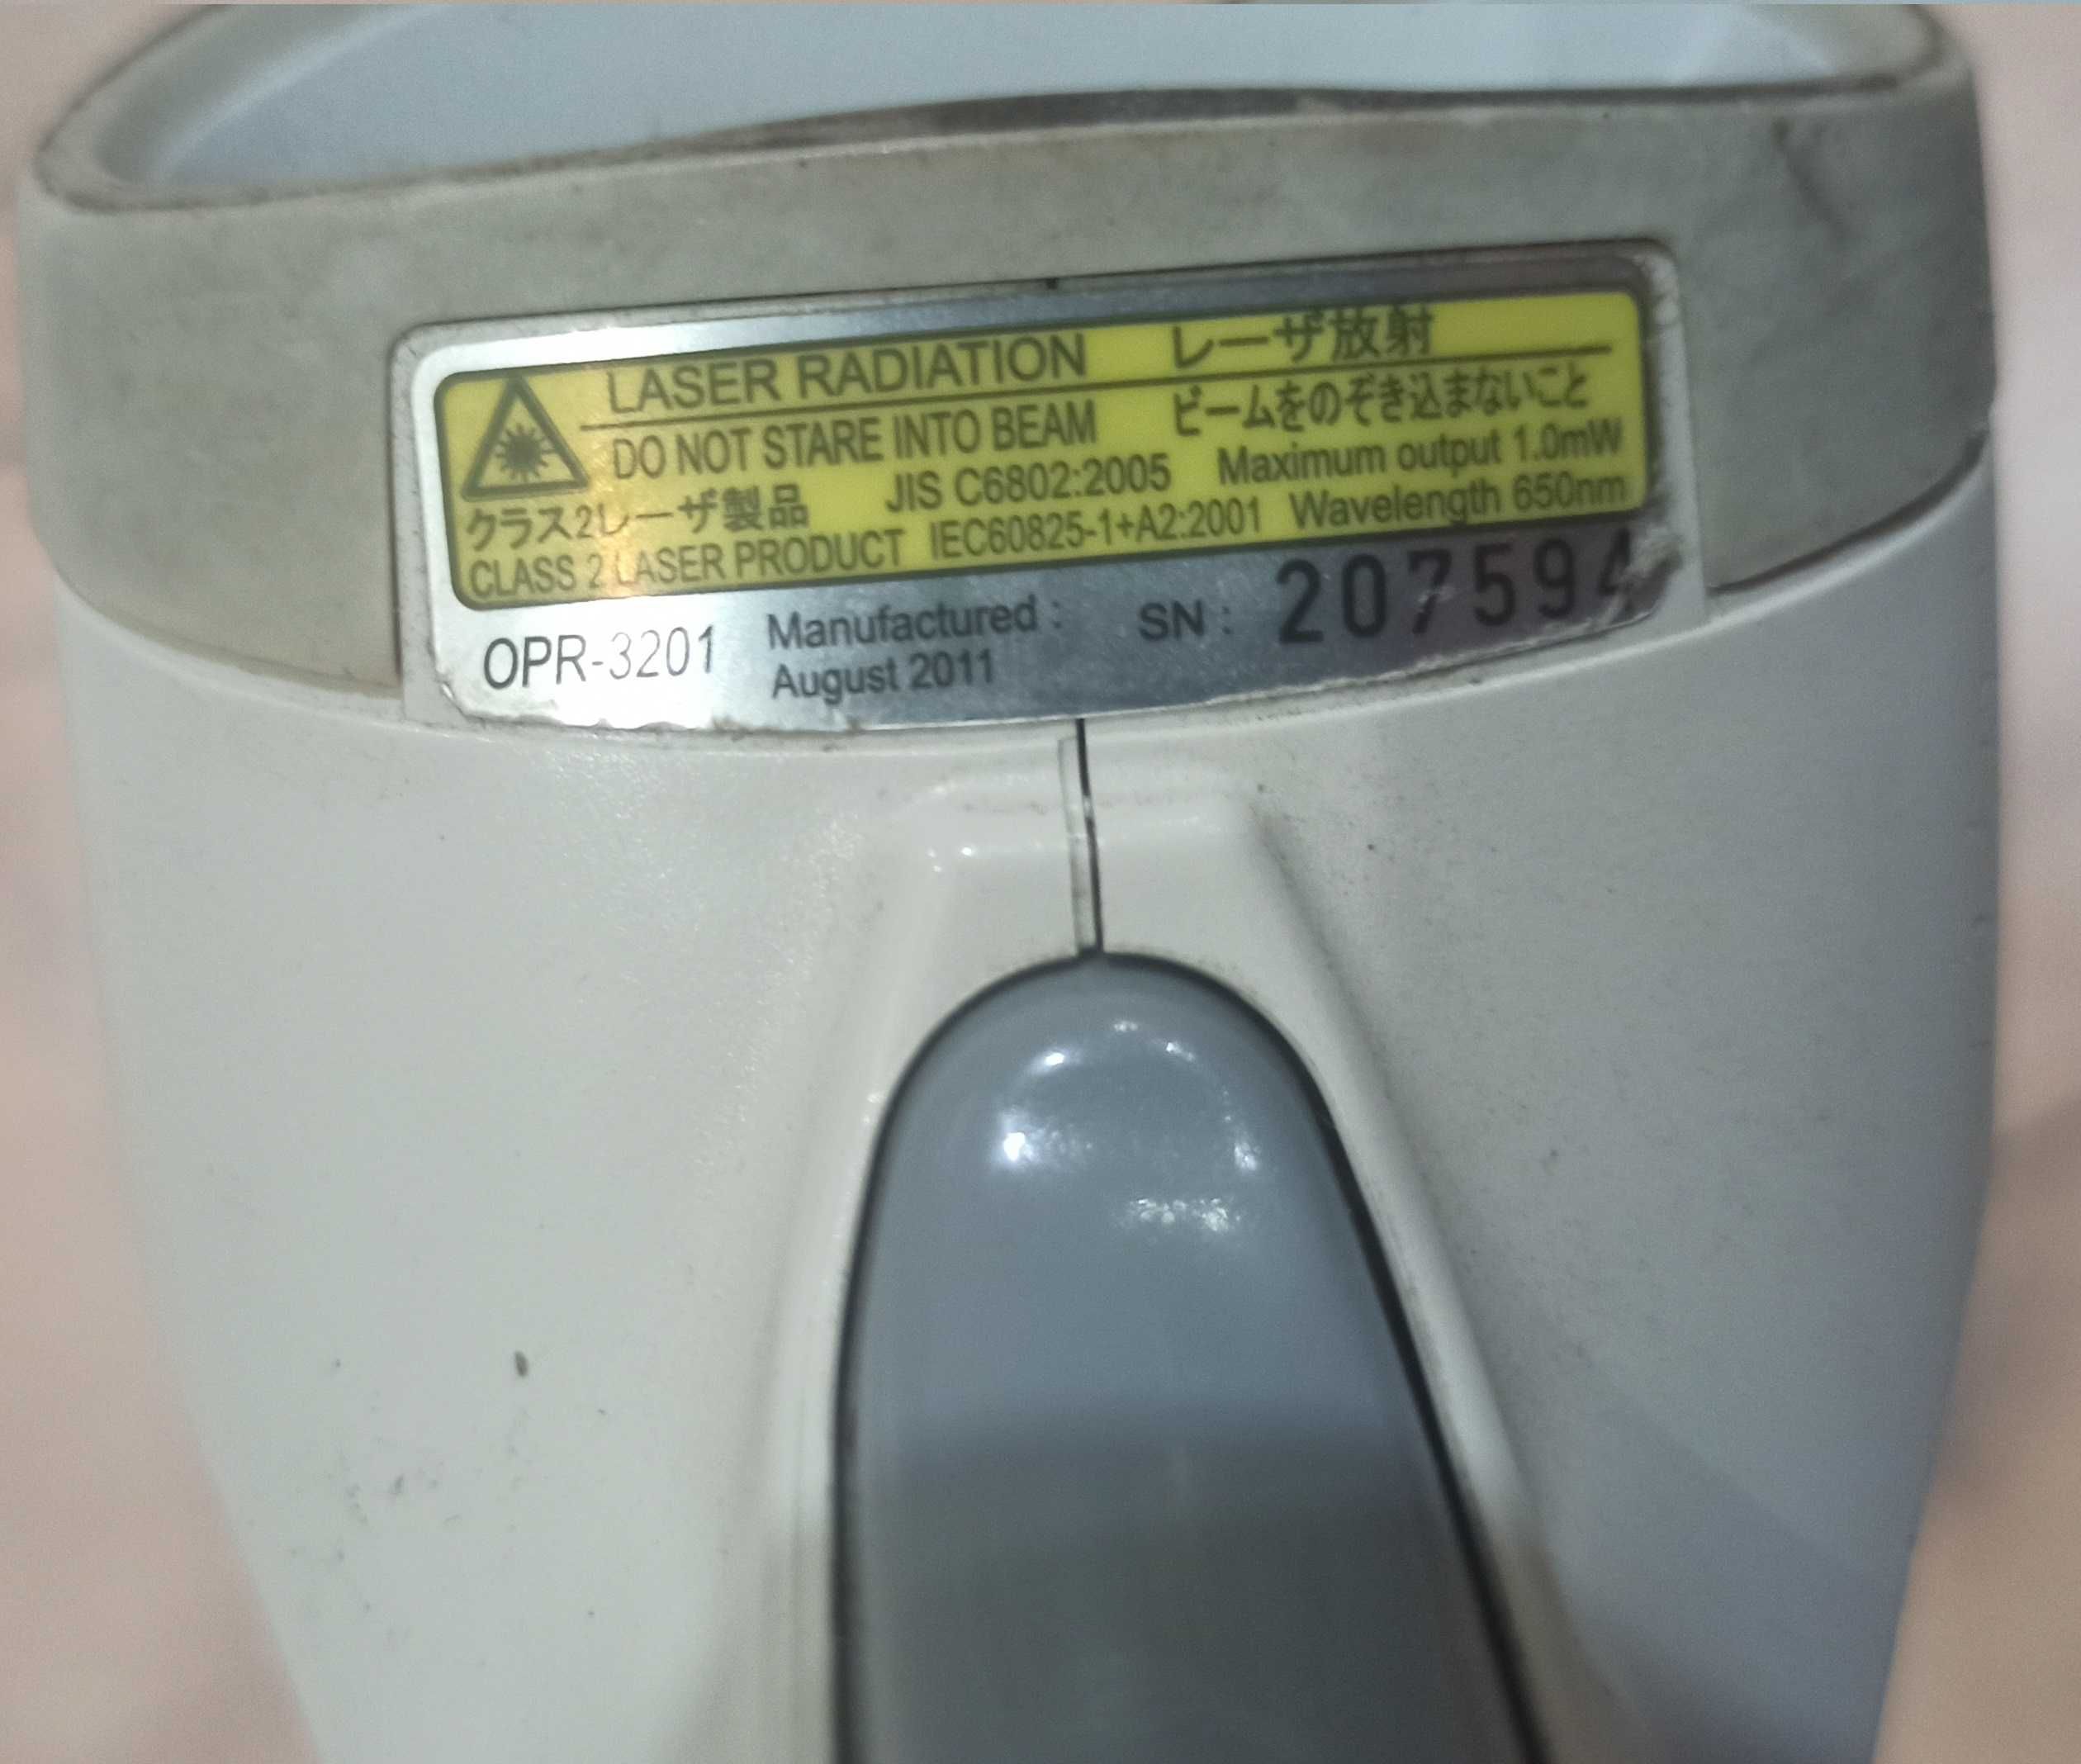 LASER RADIATION レーザ放射
DO NOT STARE INTO BEAM ビームをのぞき込まないこと
クラス2レーザ製品 JIS C6802:2005 Maximum output 1.0mW
CLASS 2 LASER PRODUCT IEC60825-1+A2:2001 Wavelength 650nm
OPR-3201 Manufactured : SN : 207594
August 2011